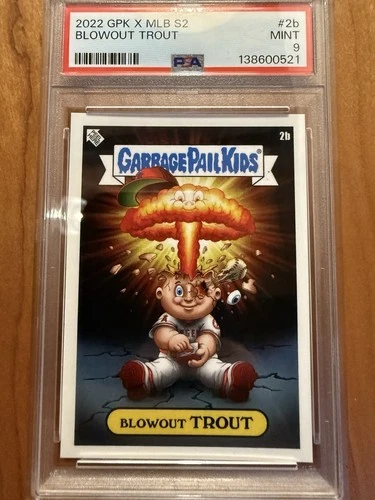 2022 GPK X MLB S2
#2b
BLOWOUT TROUT
MINT
9
PSA
138600521
2b
GARBAGE PAIL KIDS®
BLOWOUT TROUT